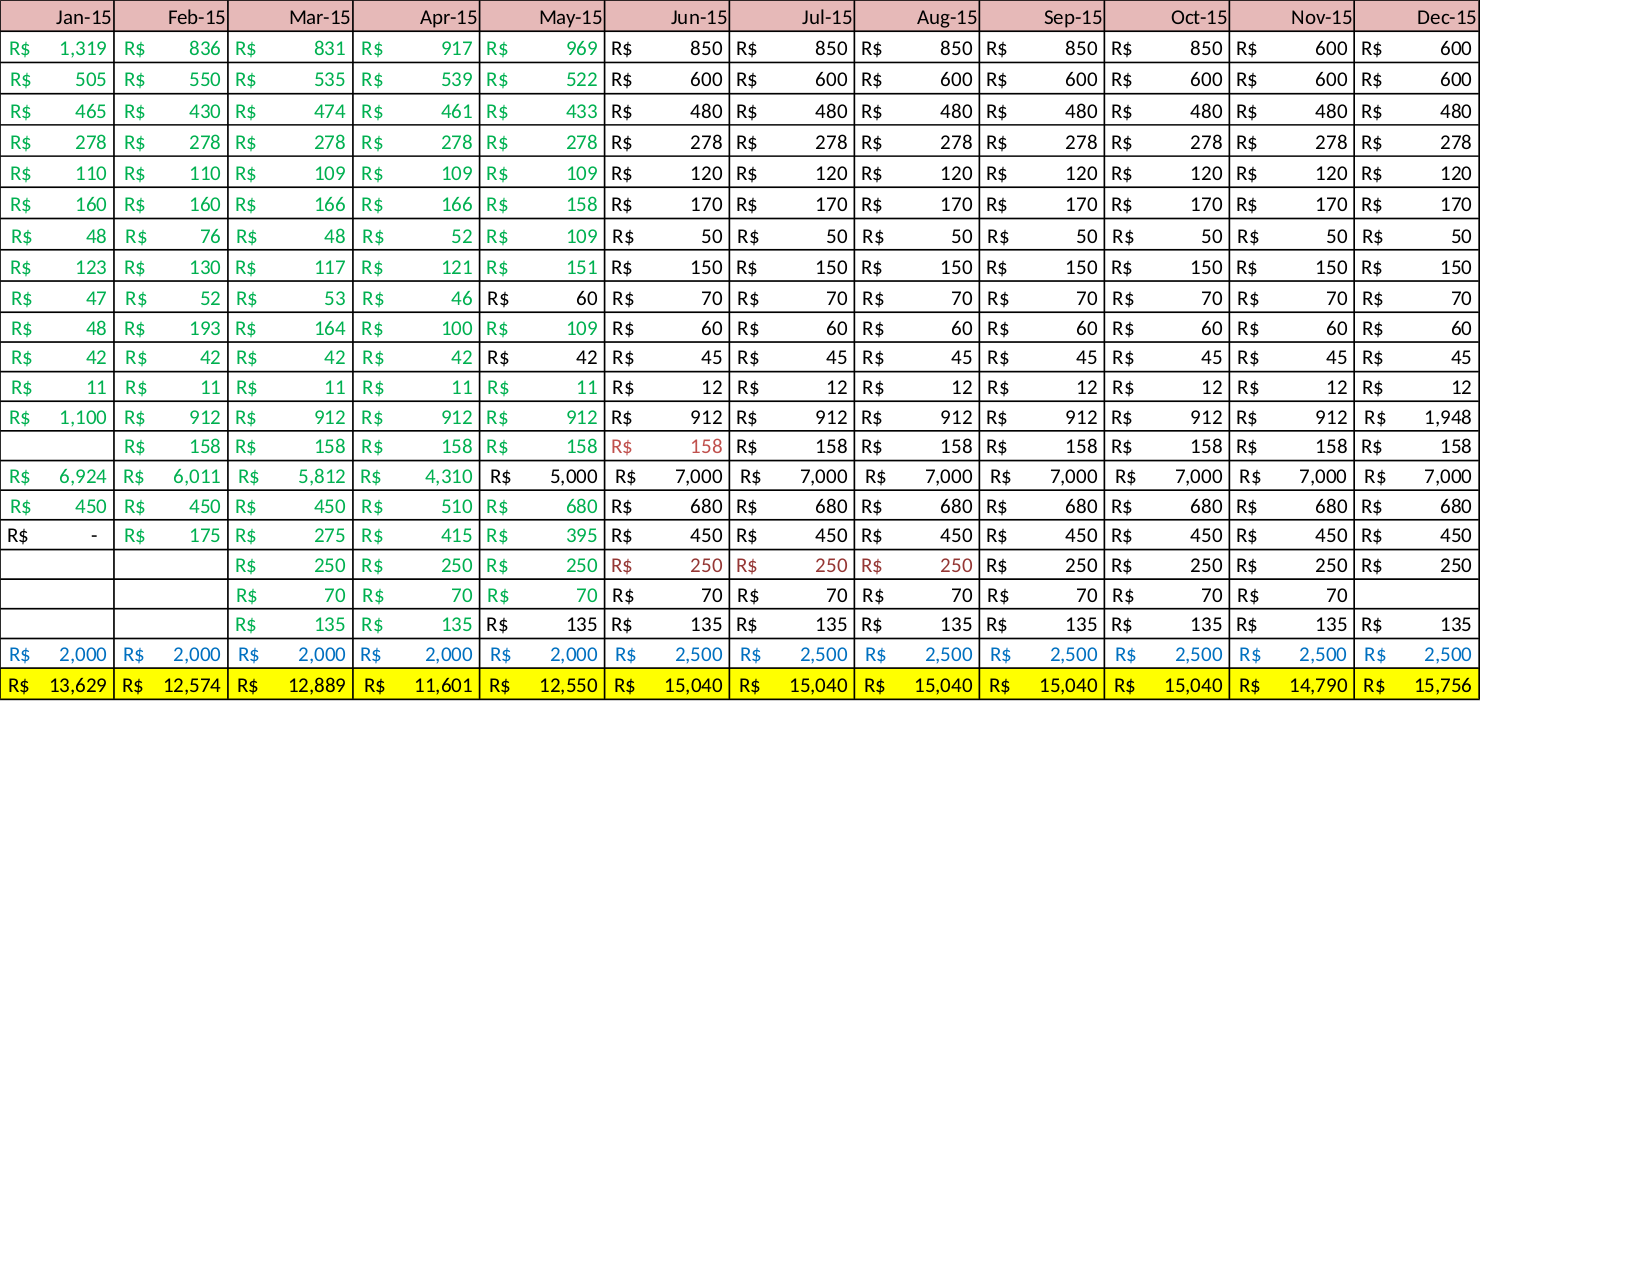 Jan-15 Feb-15 Mar-15 Apr-15 May-15 Jun-15 Jul-15 Aug-15 Sep-15 Oct-15 Nov-15 Dec-15
R$ 1,319 R$ 836 R$ 831 R$ 917 R$ 969 R$ 850 R$ 850 R$ 850 R$ 850 R$ 850 R$ 600 R$ 600
R$ 505 R$ 550 R$ 535 R$ 539 R$ 522 R$ 600 R$ 600 R$ 600 R$ 600 R$ 600 R$ 600 R$ 600
R$ 465 R$ 430 R$ 474 R$ 461 R$ 433 R$ 480 R$ 480 R$ 480 R$ 480 R$ 480 R$ 480 R$ 480
R$ 278 R$ 278 R$ 278 R$ 278 R$ 278 R$ 278 R$ 278 R$ 278 R$ 278 R$ 278 R$ 278 R$ 278
R$ 110 R$ 110 R$ 109 R$ 109 R$ 109 R$ 120 R$ 120 R$ 120 R$ 120 R$ 120 R$ 120 R$ 120
R$ 160 R$ 160 R$ 166 R$ 166 R$ 158 R$ 170 R$ 170 R$ 170 R$ 170 R$ 170 R$ 170 R$ 170
R$ 48 R$ 76 R$ 48 R$ 52 R$ 109 R$ 50 R$ 50 R$ 50 R$ 50 R$ 50 R$ 50 R$ 50
R$ 123 R$ 130 R$ 117 R$ 121 R$ 151 R$ 150 R$ 150 R$ 150 R$ 150 R$ 150 R$ 150 R$ 150
R$ 47 R$ 52 R$ 53 R$ 46 R$ 60 R$ 70 R$ 70 R$ 70 R$ 70 R$ 70 R$ 70 R$ 70
R$ 48 R$ 193 R$ 164 R$ 100 R$ 109 R$ 60 R$ 60 R$ 60 R$ 60 R$ 60 R$ 60 R$ 60
R$ 42 R$ 42 R$ 42 R$ 42 R$ 42 R$ 45 R$ 45 R$ 45 R$ 45 R$ 45 R$ 45 R$ 45
R$ 11 R$ 11 R$ 11 R$ 11 R$ 11 R$ 12 R$ 12 R$ 12 R$ 12 R$ 12 R$ 12 R$ 12
R$ 1,100 R$ 912 R$ 912 R$ 912 R$ 912 R$ 912 R$ 912 R$ 912 R$ 912 R$ 912 R$ 912 R$ 1,948
R$ 158 R$ 158 R$ 158 R$ 158 R$ 158 R$ 158 R$ 158 R$ 158 R$ 158 R$ 158 R$ 158
R$ 6,924 R$ 6,011 R$ 5,812 R$ 4,310 R$ 5,000 R$ 7,000 R$ 7,000 R$ 7,000 R$ 7,000 R$ 7,000 R$ 7,000 R$ 7,000
R$ 450 R$ 450 R$ 450 R$ 510 R$ 680 R$ 680 R$ 680 R$ 680 R$ 680 R$ 680 R$ 680 R$ 680
R$ - R$ 175 R$ 275 R$ 415 R$ 395 R$ 450 R$ 450 R$ 450 R$ 450 R$ 450 R$ 450 R$ 450
R$ 250 R$ 250 R$ 250 R$ 250 R$ 250 R$ 250 R$ 250 R$ 250 R$ 250 R$ 250
R$ 70 R$ 70 R$ 70 R$ 70 R$ 70 R$ 70 R$ 70 R$ 70 R$ 70
R$ 135 R$ 135 R$ 135 R$ 135 R$ 135 R$ 135 R$ 135 R$ 135 R$ 135 R$ 135
R$ 2,000 R$ 2,000 R$ 2,000 R$ 2,000 R$ 2,000 R$ 2,500 R$ 2,500 R$ 2,500 R$ 2,500 R$ 2,500 R$ 2,500 R$ 2,500
R$ 13,629 R$ 12,574 R$ 12,889 R$ 11,601 R$ 12,550 R$ 15,040 R$ 15,040 R$ 15,040 R$ 15,040 R$ 15,040 R$ 14,790 R$ 15,756